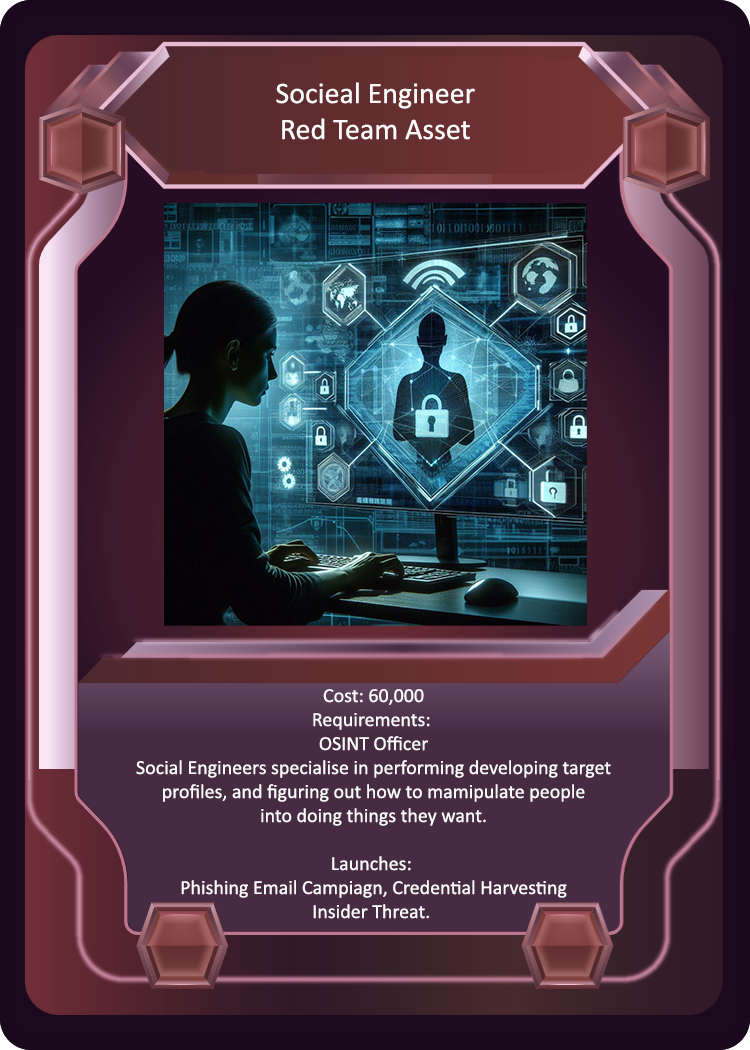 Socieal Engineer
Red Team Asset
Cost: 60,000
Requirements:
OSINT Officer
Social Engineers specialise in performing developing target
profiles, and figuring out how to mamipulate people
into doing things they want.
Launches:
Phishing Email Campiagn, Credential Harvesting
Insider Threat.